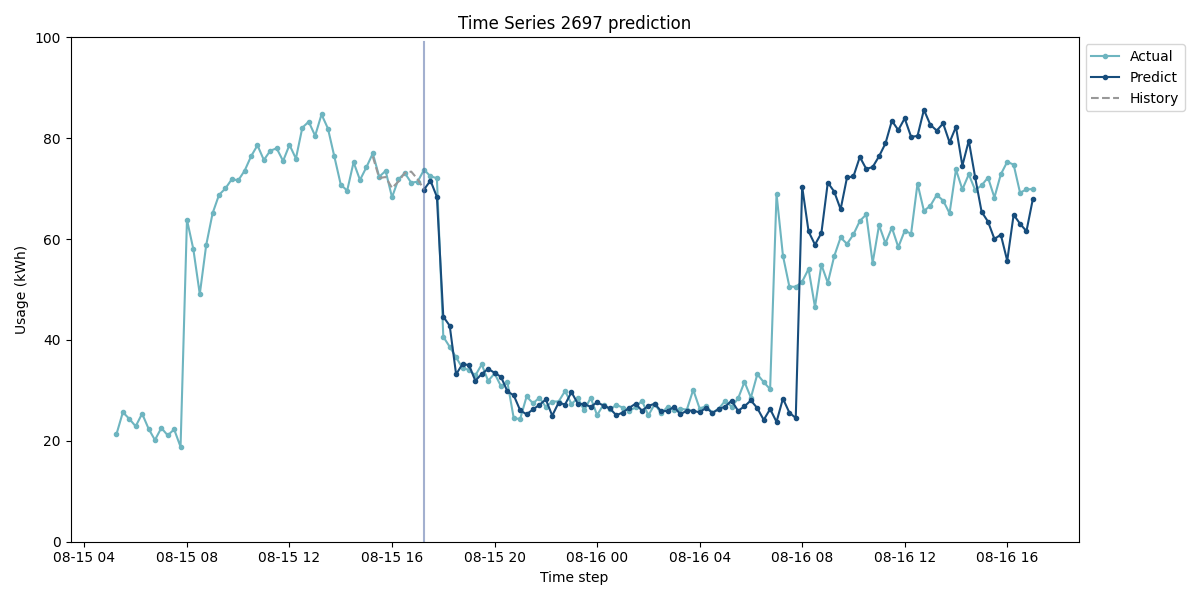 Time Series 2697 prediction
100
80
60
40
20
0
Usage (kWh)
08-15 04
08-15 08
08-15 12
08-15 16
08-15 20
08-16 00
08-16 04
08-16 08
08-16 12
08-16 16
Time step
Actual
Predict
History